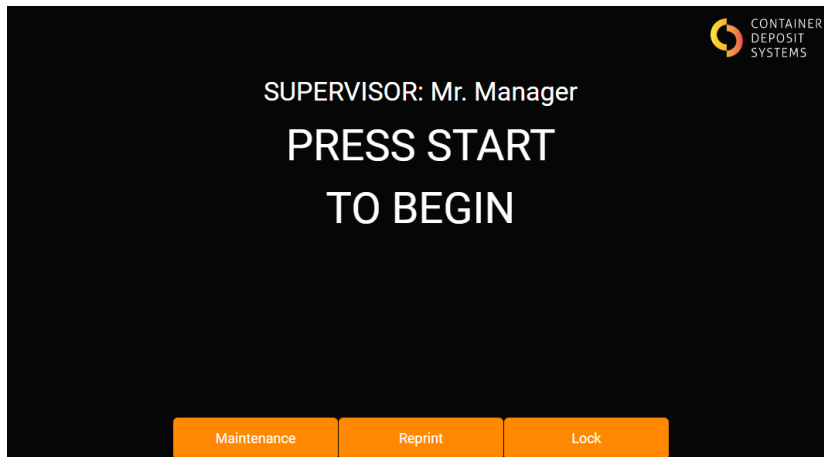 CONTAINER
DEPOSIT
SYSTEMS
SUPERVISOR: Mr. Manager
PRESS START
TO BEGIN
Maintenance
Reprint
Lock